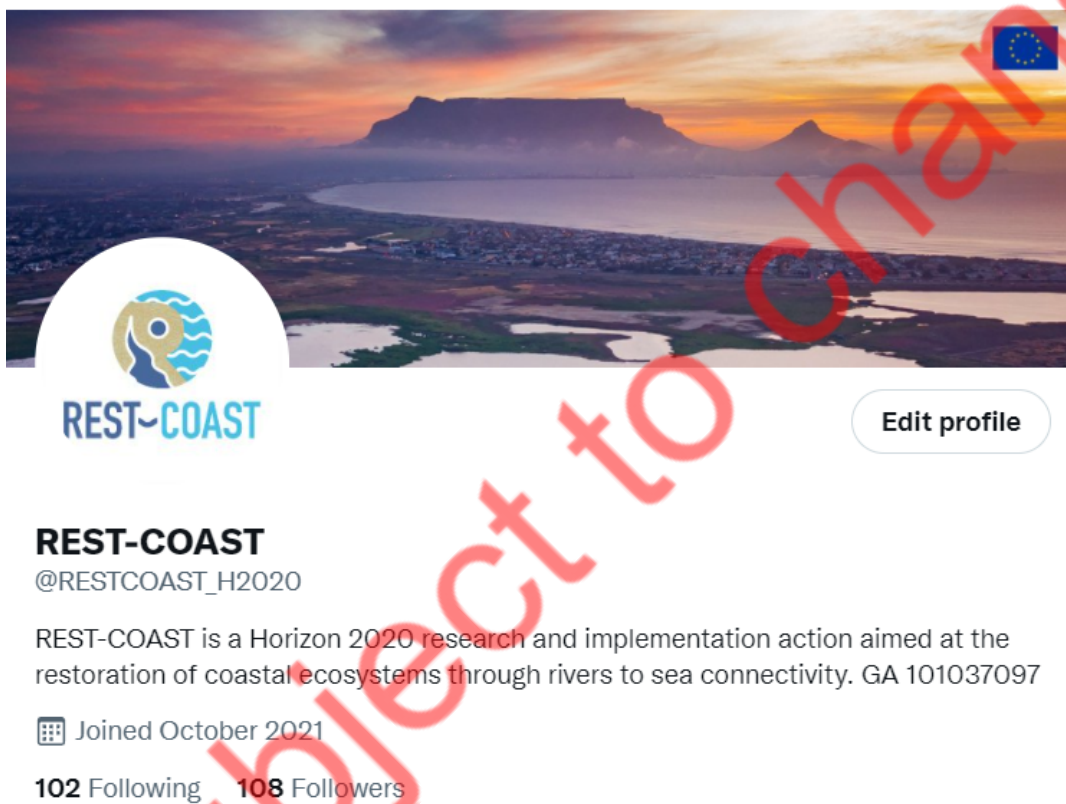 REST~COAST
Edit profile
REST-COAST
@RESTCOAST_H2020
REST-COAST is a Horizon 2020 research and implementation action aimed at the
restoration of coastal ecosystems through rivers to sea connectivity. GA 101037097
Joined October 2021
102 Following 108 Followers
bject to chan